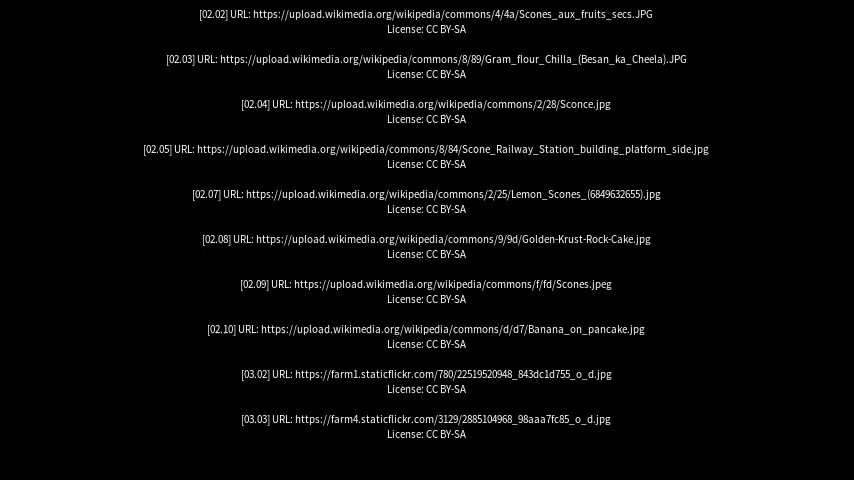 [02.02] URL: https://upload.wikimedia.org/wikipedia/commons/4/4a/Scones_aux_fruits_secs.JPG
License: CC BY-SA
[02.03] URL: https://upload.wikimedia.org/wikipedia/commons/8/89/Gram_flour_Chilla_(Besan_ka_Cheela).JPG
License: CC BY-SA
[02.04] URL: https://upload.wikimedia.org/wikipedia/commons/2/28/Sconce.jpg
License: CC BY-SA
[02.05] URL: https://upload.wikimedia.org/wikipedia/commons/8/84/Scone_Railway_Station_building_platform_side.jpg
License: CC BY-SA
[02.07] URL: https://upload.wikimedia.org/wikipedia/commons/2/25/Lemon_Scones_(6849632655).jpg
License: CC BY-SA
[02.08] URL: https://upload.wikimedia.org/wikipedia/commons/9/9d/Golden-Krust-Rock-Cake.jpg
License: CC BY-SA
[02.09] URL: https://upload.wikimedia.org/wikipedia/commons/f/fd/Scones.jpeg
License: CC BY-SA
[02.10] URL: https://upload.wikimedia.org/wikipedia/commons/d/d7/Banana_on_pancake.jpg
License: CC BY-SA
[03.02] URL: https://farm1.staticflickr.com/780/22519520948_843dc1d755_o_d.jpg
License: CC BY-SA
[03.03] URL: https://farm4.staticflickr.com/3129/2885104968_98aaa7fc85_o_d.jpg
License: CC BY-SA